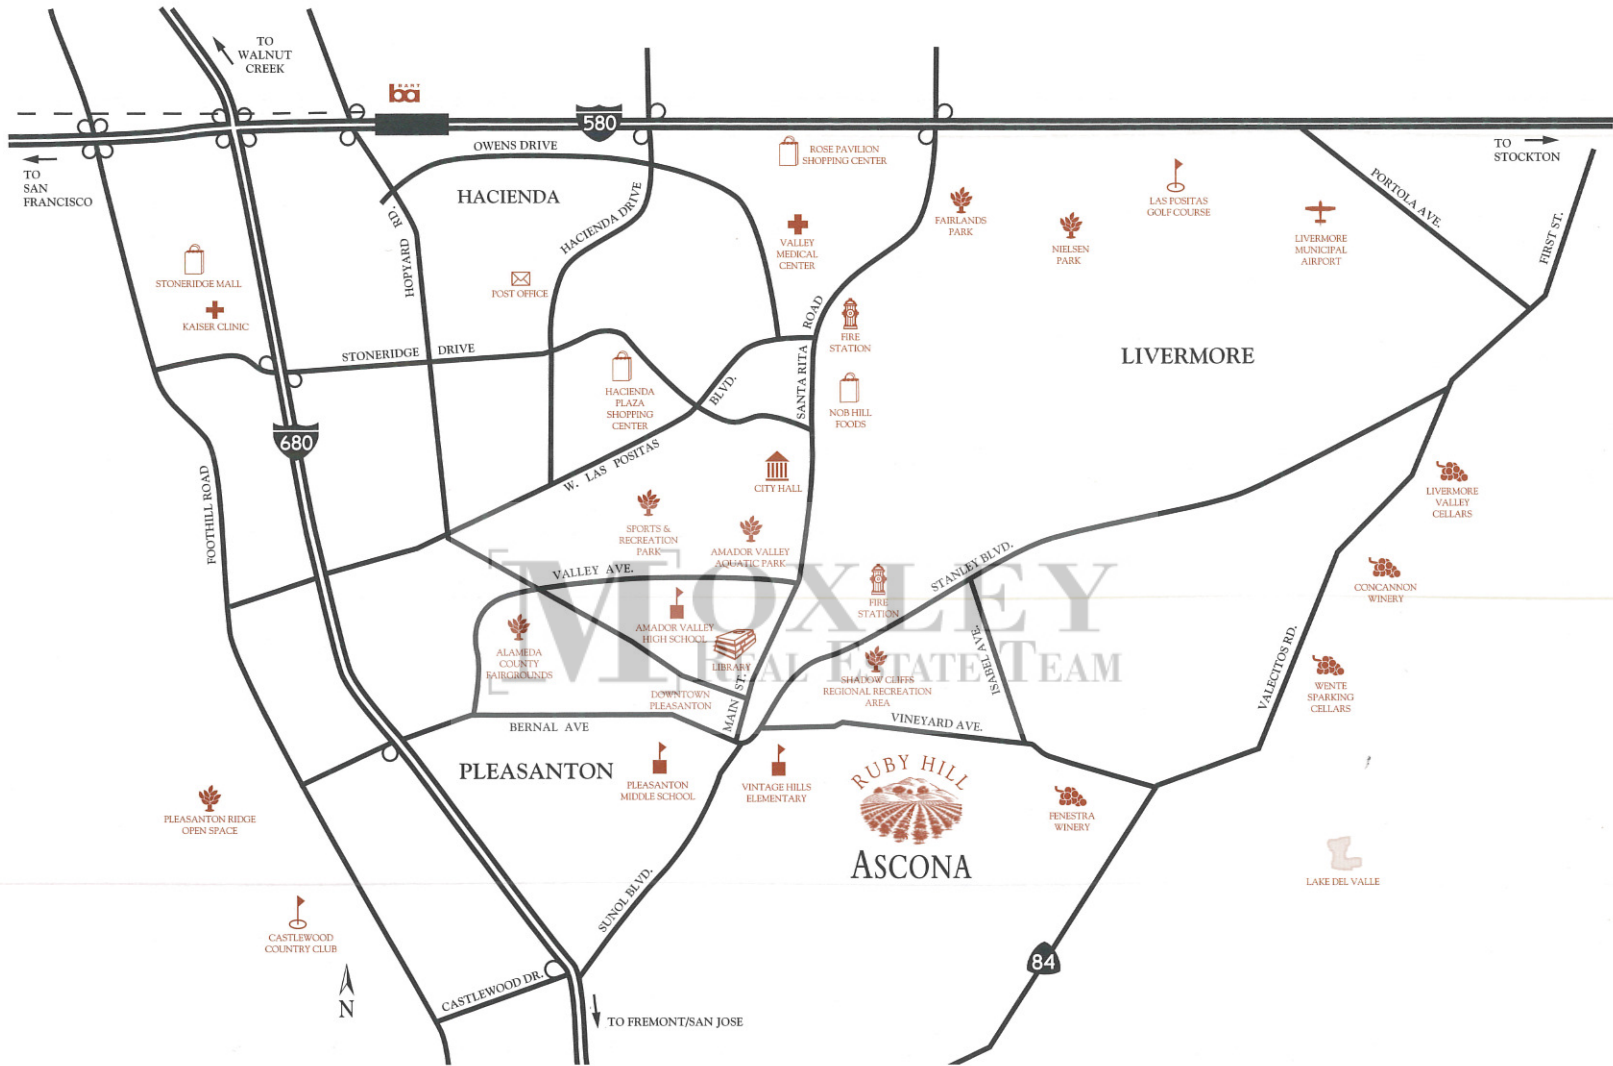 TO
WALNUT
CREEK
BART
ba
580
TO
SAN
FRANCISCO
TO
STOCKTON
OWENS DRIVE
HACIENDA
HACIENDA DRIVE
HOPYARD RD.
ROSE PAVILION
SHOPPING CENTER
LAS POSITAS
GOLF COURSE
PORTOLA AVE.
FIRST ST.
FAIRLANDS
PARK
NIELSEN
PARK
LIVERMORE
MUNICIPAL
AIRPORT
VALLEY
MEDICAL
CENTER
STONERIDGE MALL
KAISER CLINIC
POST OFFICE
SANTA RITA ROAD
FIRE
STATION
STONERIDGE DRIVE
LIVERMORE
HACIENDA
PLAZA
SHOPPING
CENTER
NOB HILL
FOODS
W. LAS POSITAS BLVD.
680
FOOTHILL ROAD
CITY HALL
LIVERMORE
VALLEY
CELLARS
SPORTS &
RECREATION
PARK
AMADOR VALLEY
AQUATIC PARK
STANLEY BLVD.
VALLEY AVE.
[MOXLEY
REAL ESTATE TEAM
FIRE
STATION
CONCANNON
WINERY
AMADOR VALLEY
HIGH SCHOOL
LIBRARY
ALAMEDA
COUNTY
FAIRGROUNDS
ISABEL AVE.
VALECITOS RD.
SHADOW CLIFFS
REGIONAL RECREATION
AREA
WENTE
SPARKING
CELLARS
DOWNTOWN
PLEASANTON
MAIN ST.
BERNAL AVE
VINEYARD AVE.
PLEASANTON
PLEASANTON
MIDDLE SCHOOL
VINTAGE HILLS
ELEMENTARY
RUBY HILL
ASCONA
FENESTRA
WINERY
PLEASANTON RIDGE
OPEN SPACE
LAKE DEL VALLE
SUNOL BLVD.
CASTLEWOOD
COUNTRY CLUB
84
N
CASTLEWOOD DR.
TO FREMONT/SAN JOSE